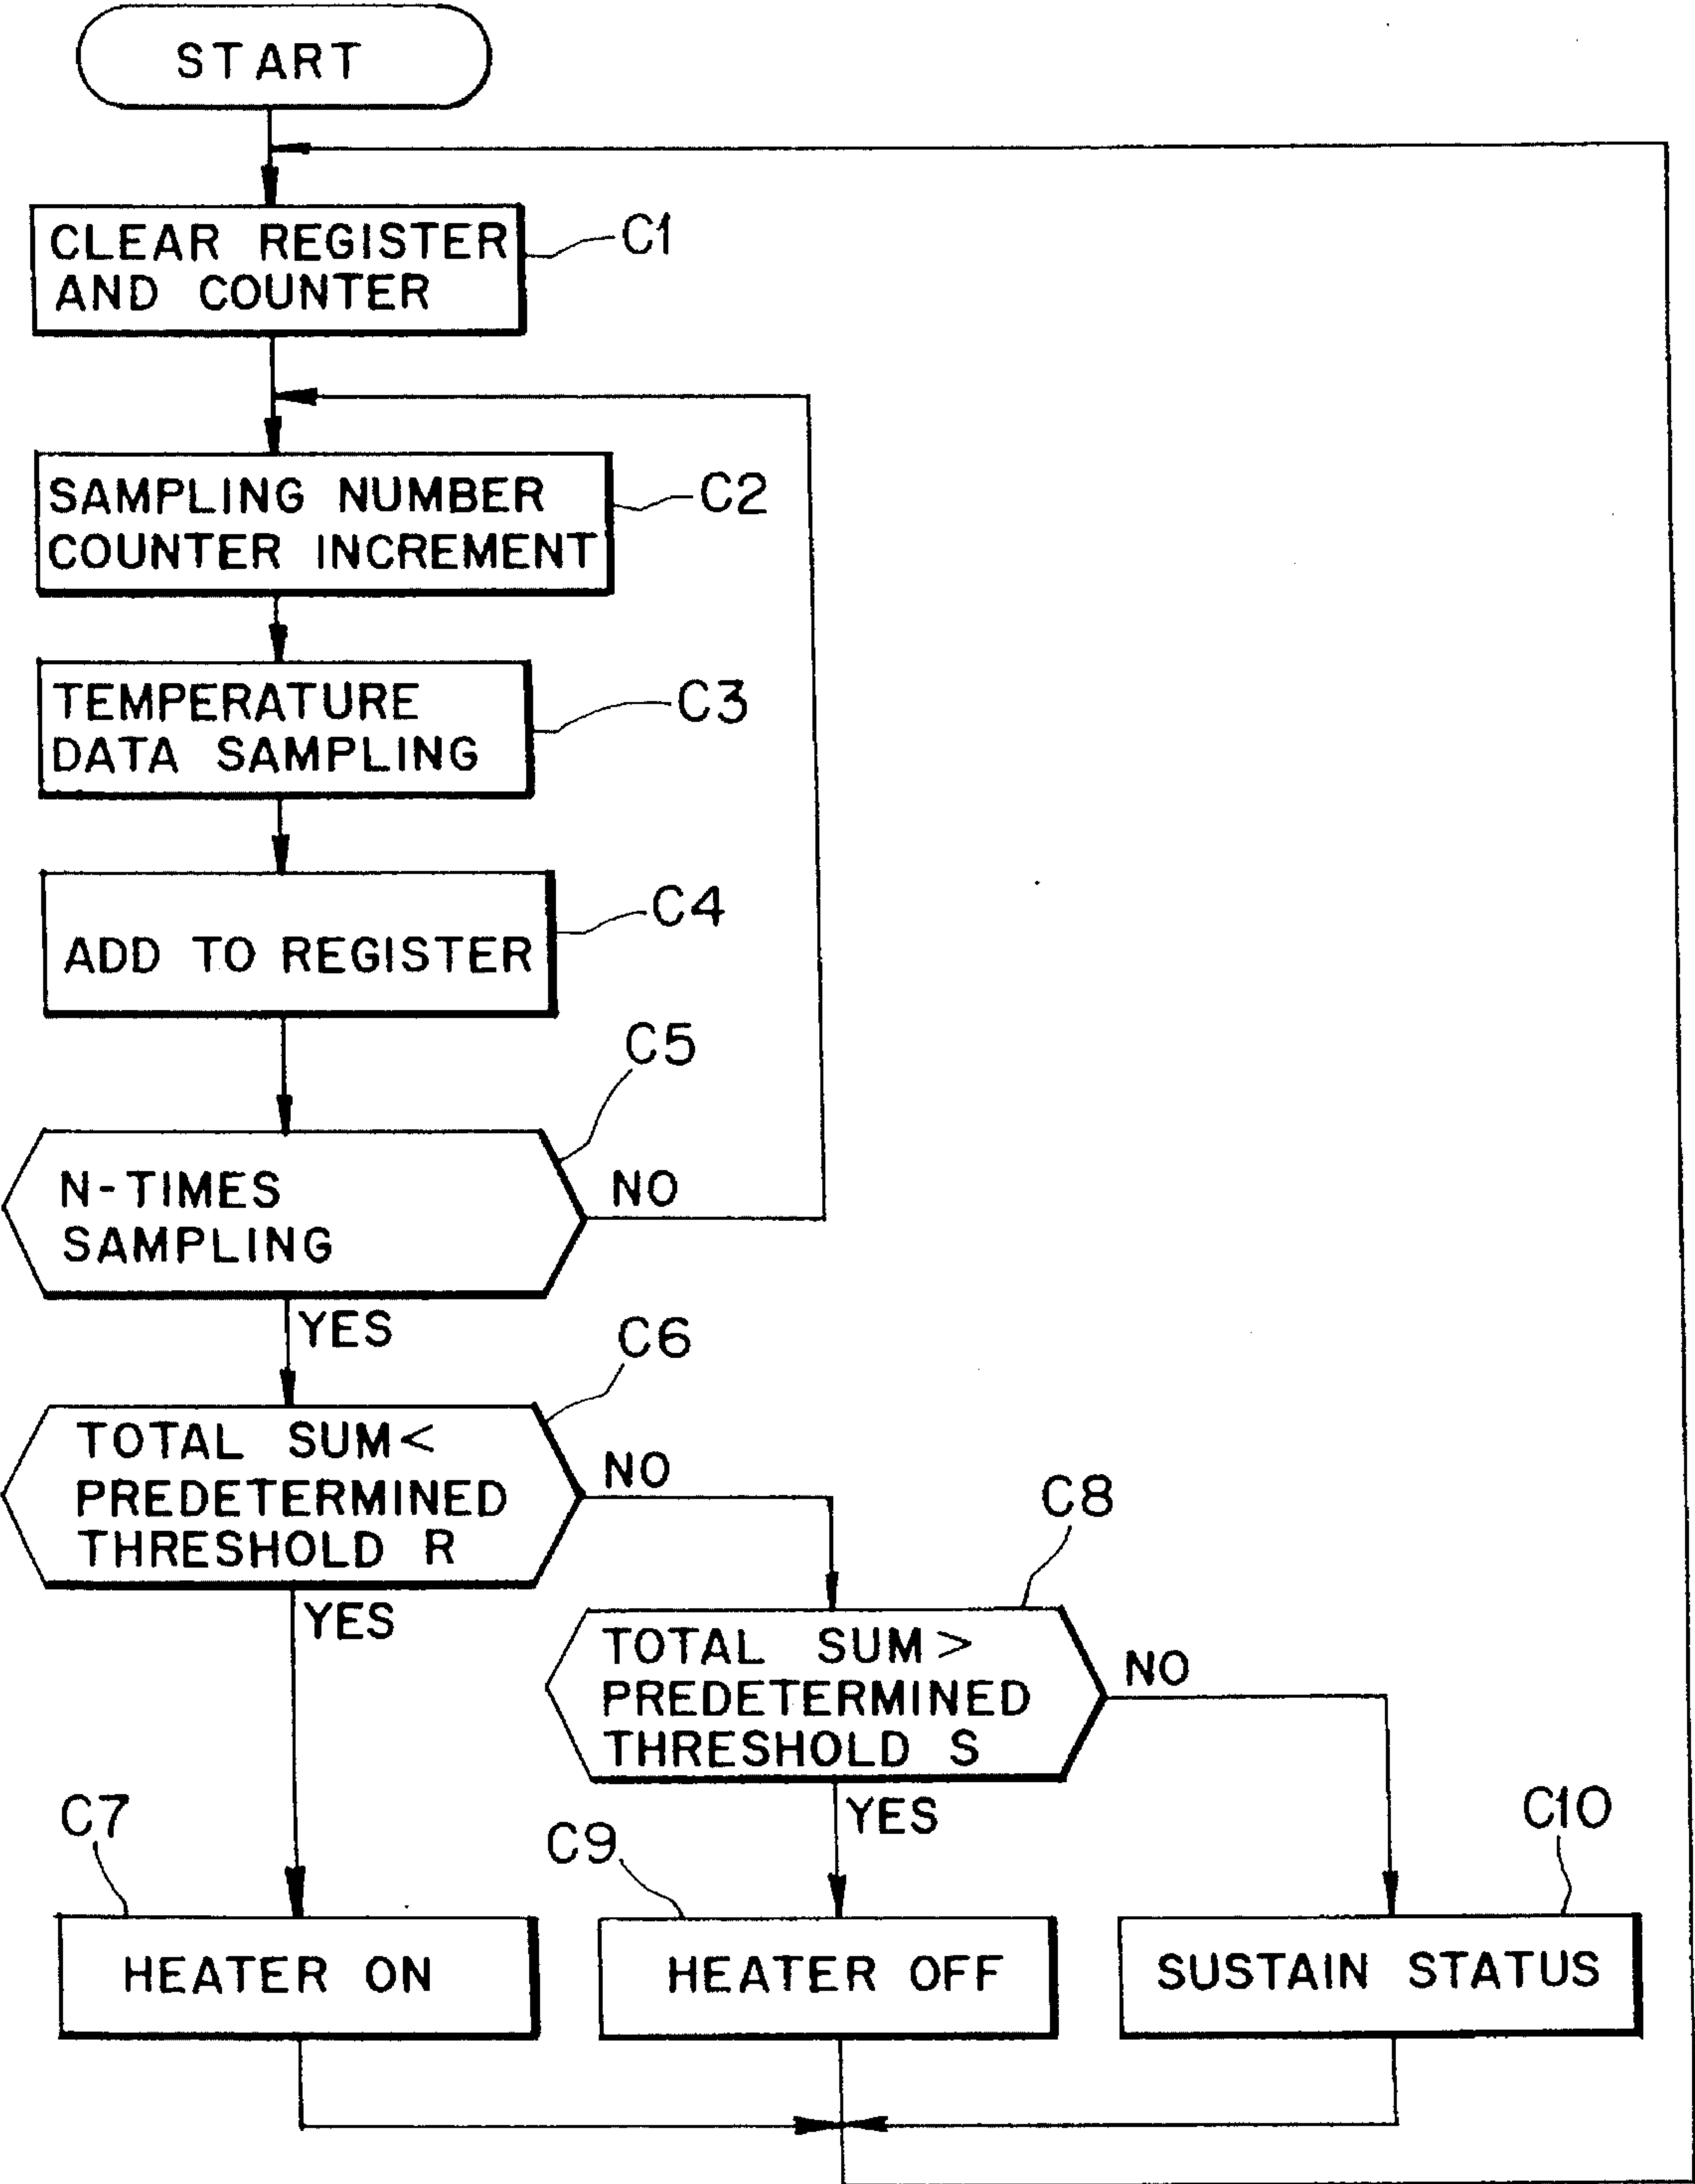 START
CLEAR REGISTER
AND COUNTER
C1
SAMPLING NUMBER
COUNTER INCREMENT
C2
TEMPERATURE
DATA SAMPLING
C3
ADD TO REGISTER
C4
C5
N-TIMES
SAMPLING
NO
YES
C6
TOTAL SUM<
PREDETERMINED
THRESHOLD R
NO
YES
C8
TOTAL SUM>
PREDETERMINED
THRESHOLD S
NO
YES
C7
HEATER ON
C9
HEATER OFF
C10
SUSTAIN STATUS